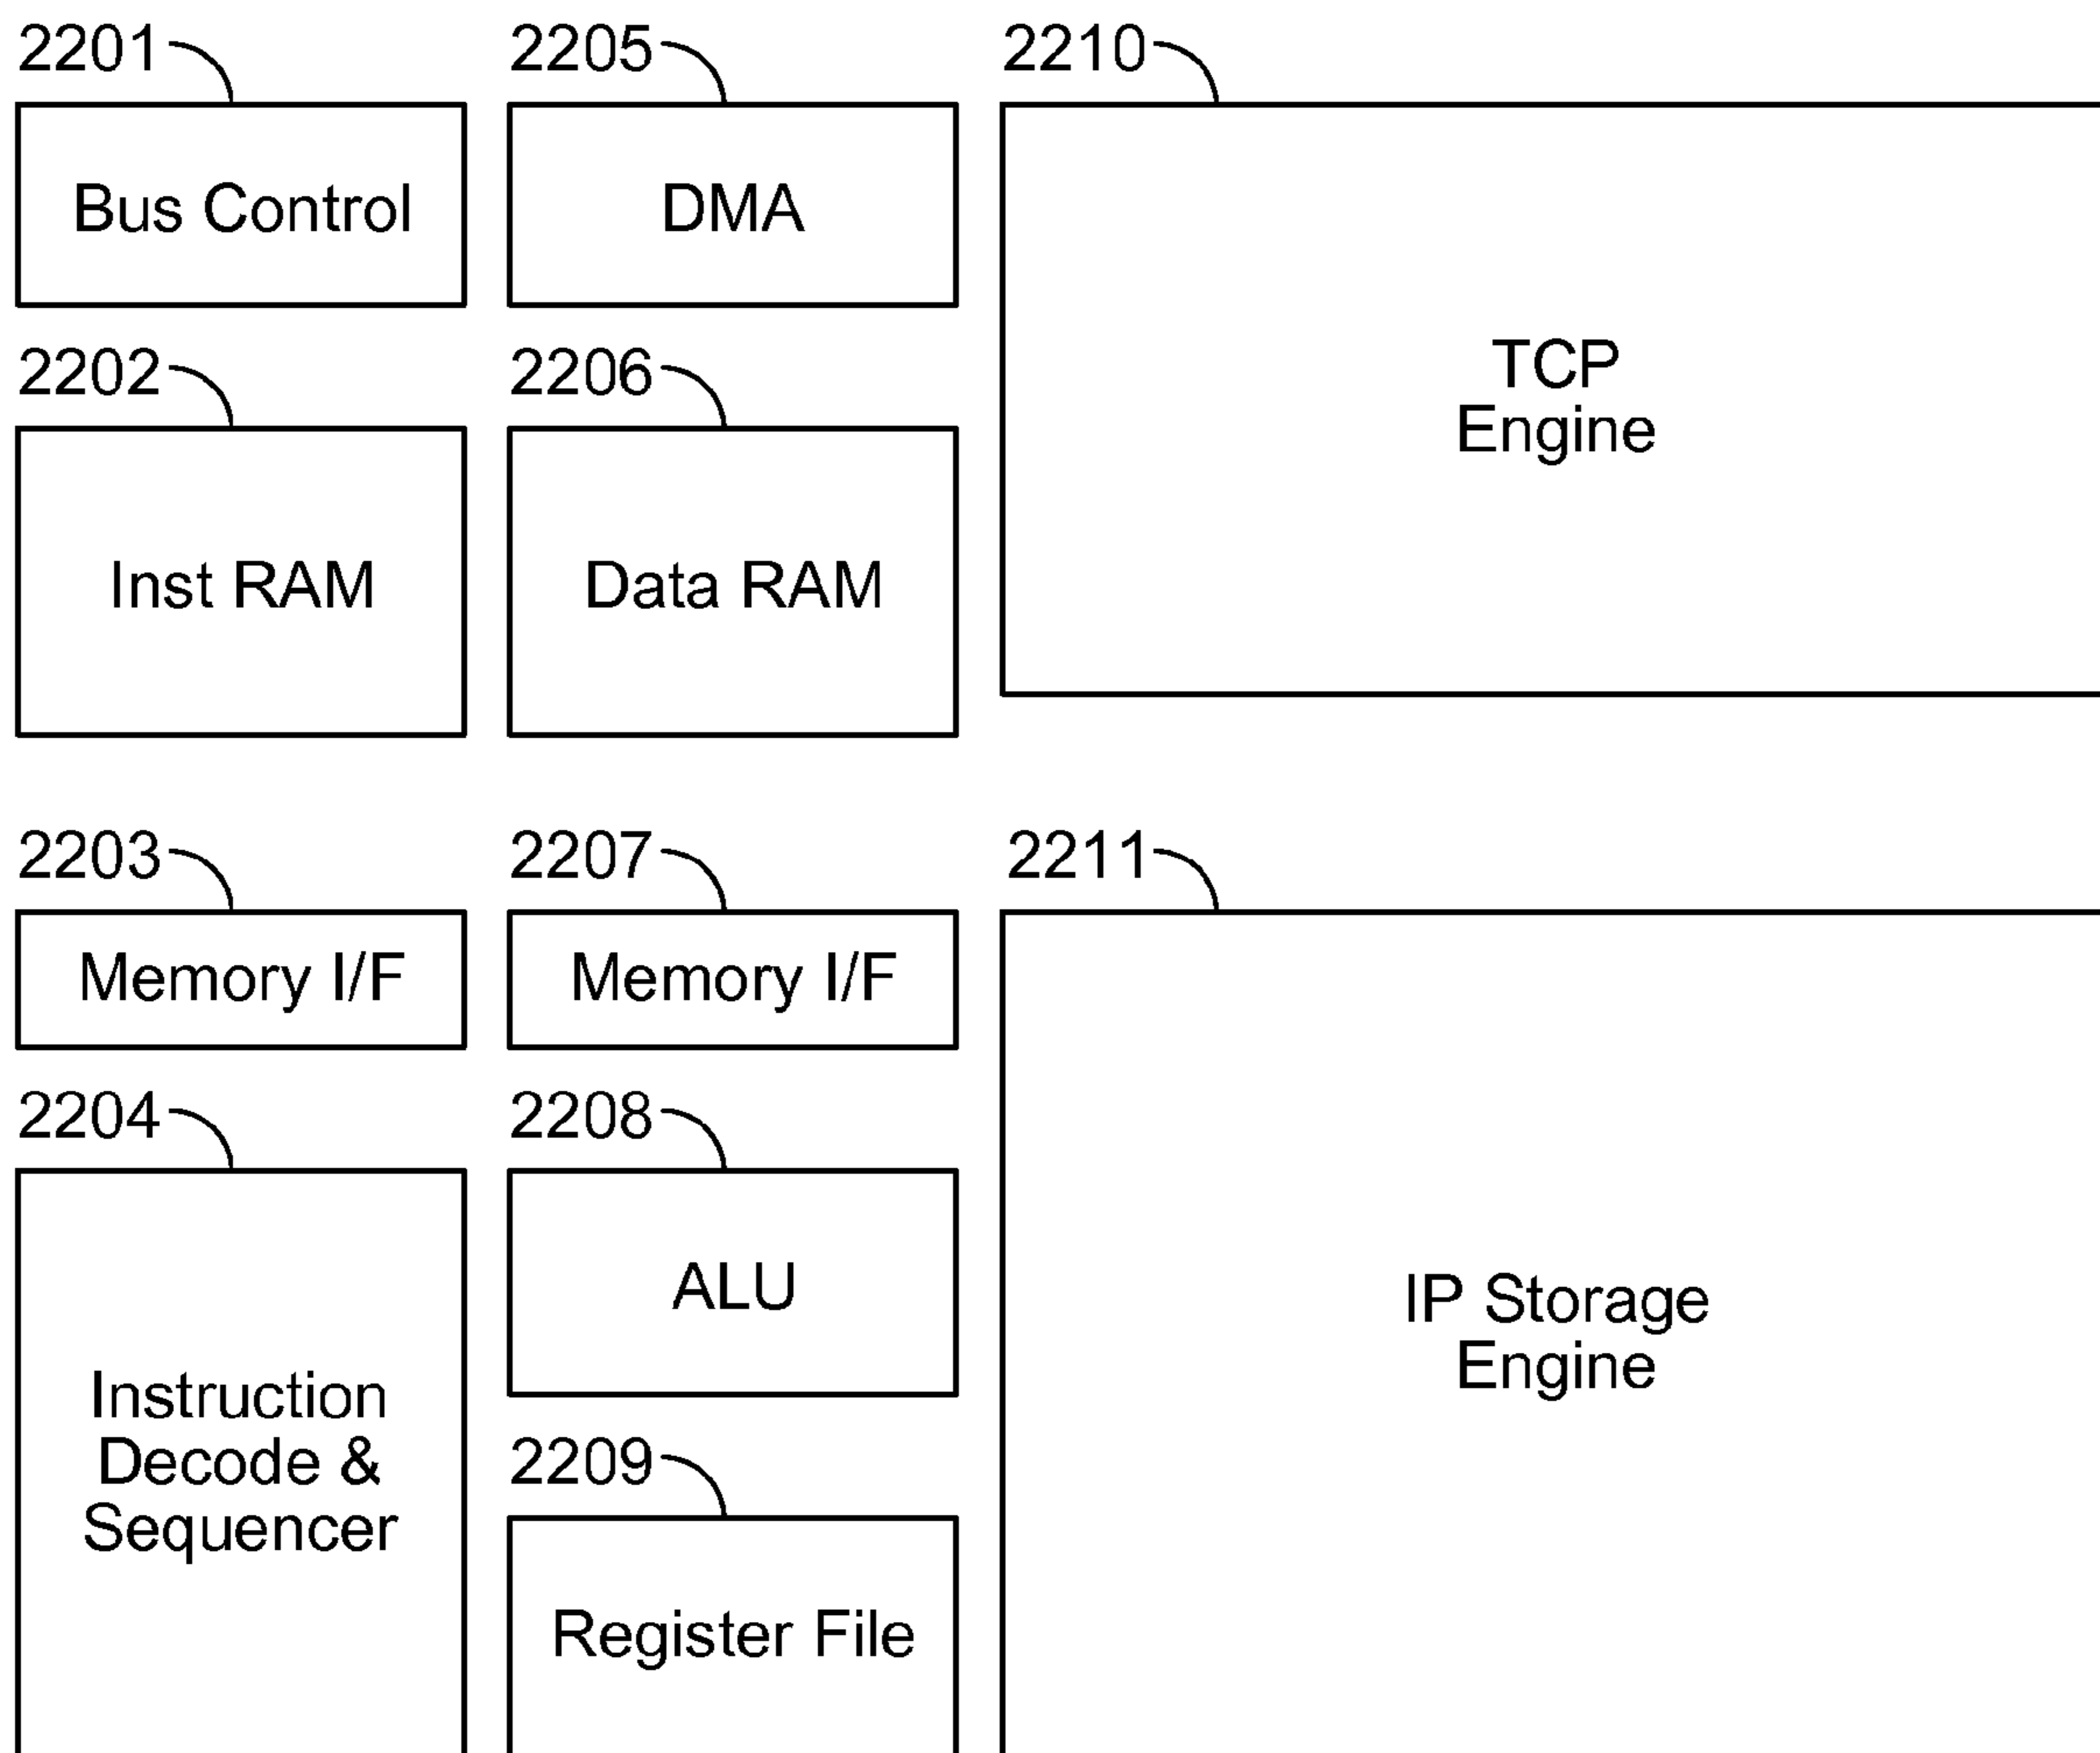 2201
Bus Control
2205
DMA
2210
TCP
Engine
2202
Inst RAM
2206
Data RAM
2203
Memory I/F
2207
Memory I/F
2211
IP Storage
Engine
2204
Instruction
Decode &
Sequencer
2208
ALU
2209
Register File